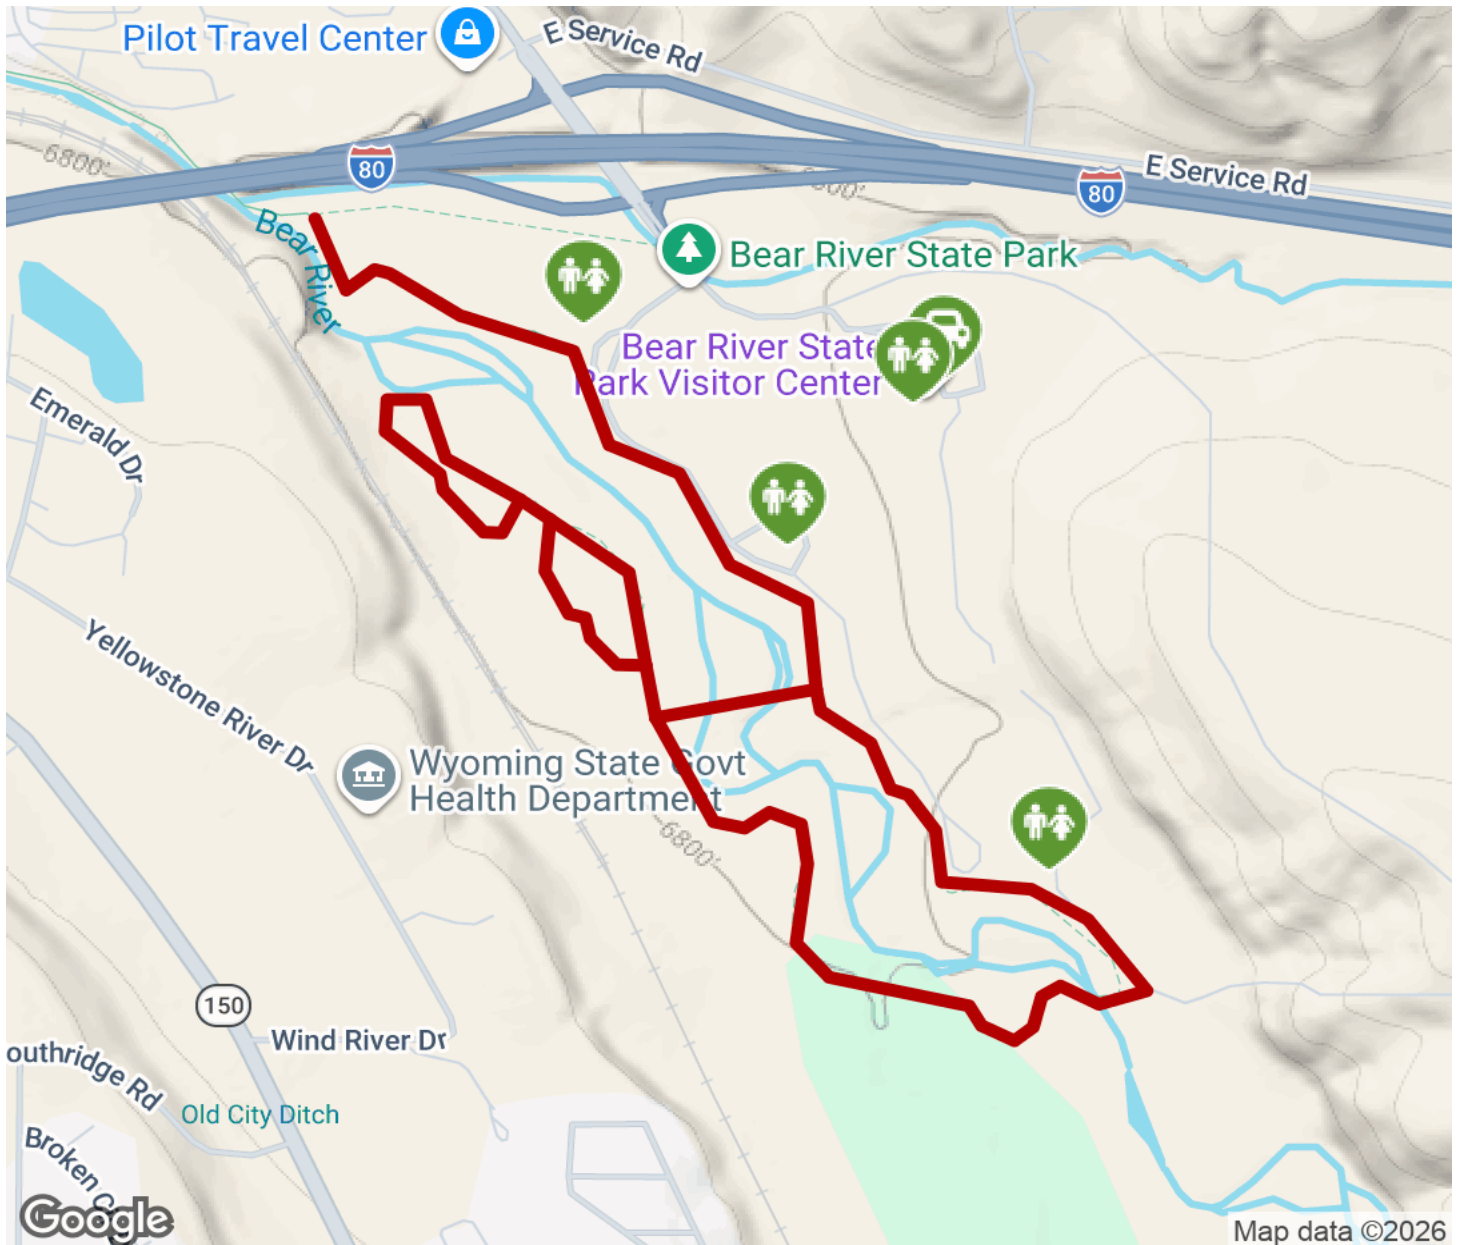 Pilot Travel Center
E Service Rd
6800'
80
80
E Service Rd
Bear River
Bear River State Park
Bear River State
Park Visitor Center
Emerald Dr
Yellowstone River Dr
Wyoming State Govt
Health Department
6800'
150
Wind River Dr
outhridge Rd
Old City Ditch
Broken
Google
Map data ©2026